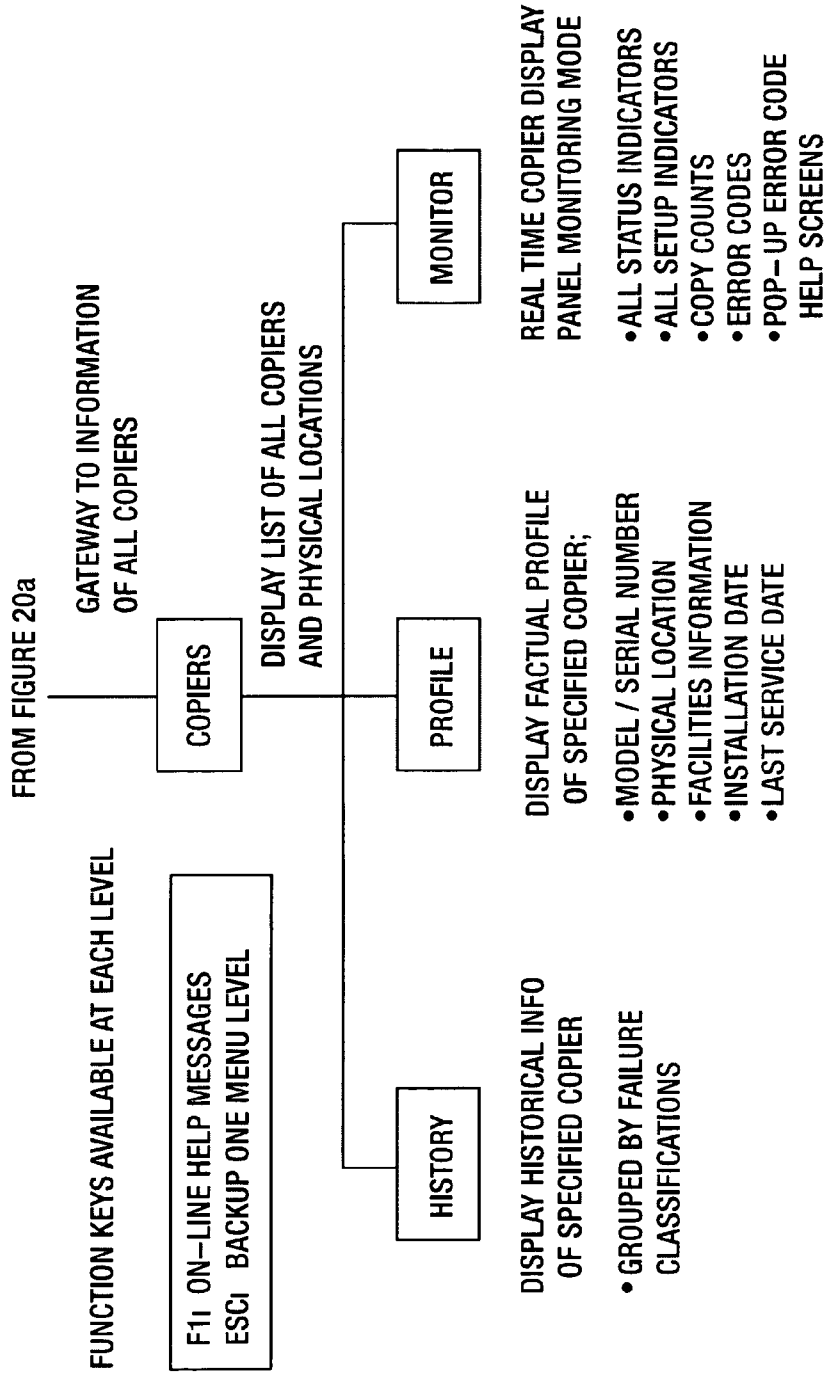 FROM FIGURE 20a
FUNCTION KEYS AVAILABLE AT EACH LEVEL
F1: ON-LINE HELP MESSAGES
ESC: BACKUP ONE MENU LEVEL
GATEWAY TO INFORMATION
OF ALL COPIERS
COPIERS
DISPLAY LIST OF ALL COPIERS
AND PHYSICAL LOCATIONS
HISTORY
DISPLAY HISTORICAL INFO
OF SPECIFIED COPIER
•GROUPED BY FAILURE
CLASSIFICATIONS
PROFILE
DISPLAY FACTUAL PROFILE
OF SPECIFIED COPIER;
•MODEL / SERIAL NUMBER
•PHYSICAL LOCATION
•FACILITIES INFORMATION
•INSTALLATION DATE
•LAST SERVICE DATE
MONITOR
REAL TIME COPIER DISPLAY
PANEL MONITORING MODE
•ALL STATUS INDICATORS
•ALL SETUP INDICATORS
•COPY COUNTS
•ERROR CODES
•POP-UP ERROR CODE
HELP SCREENS